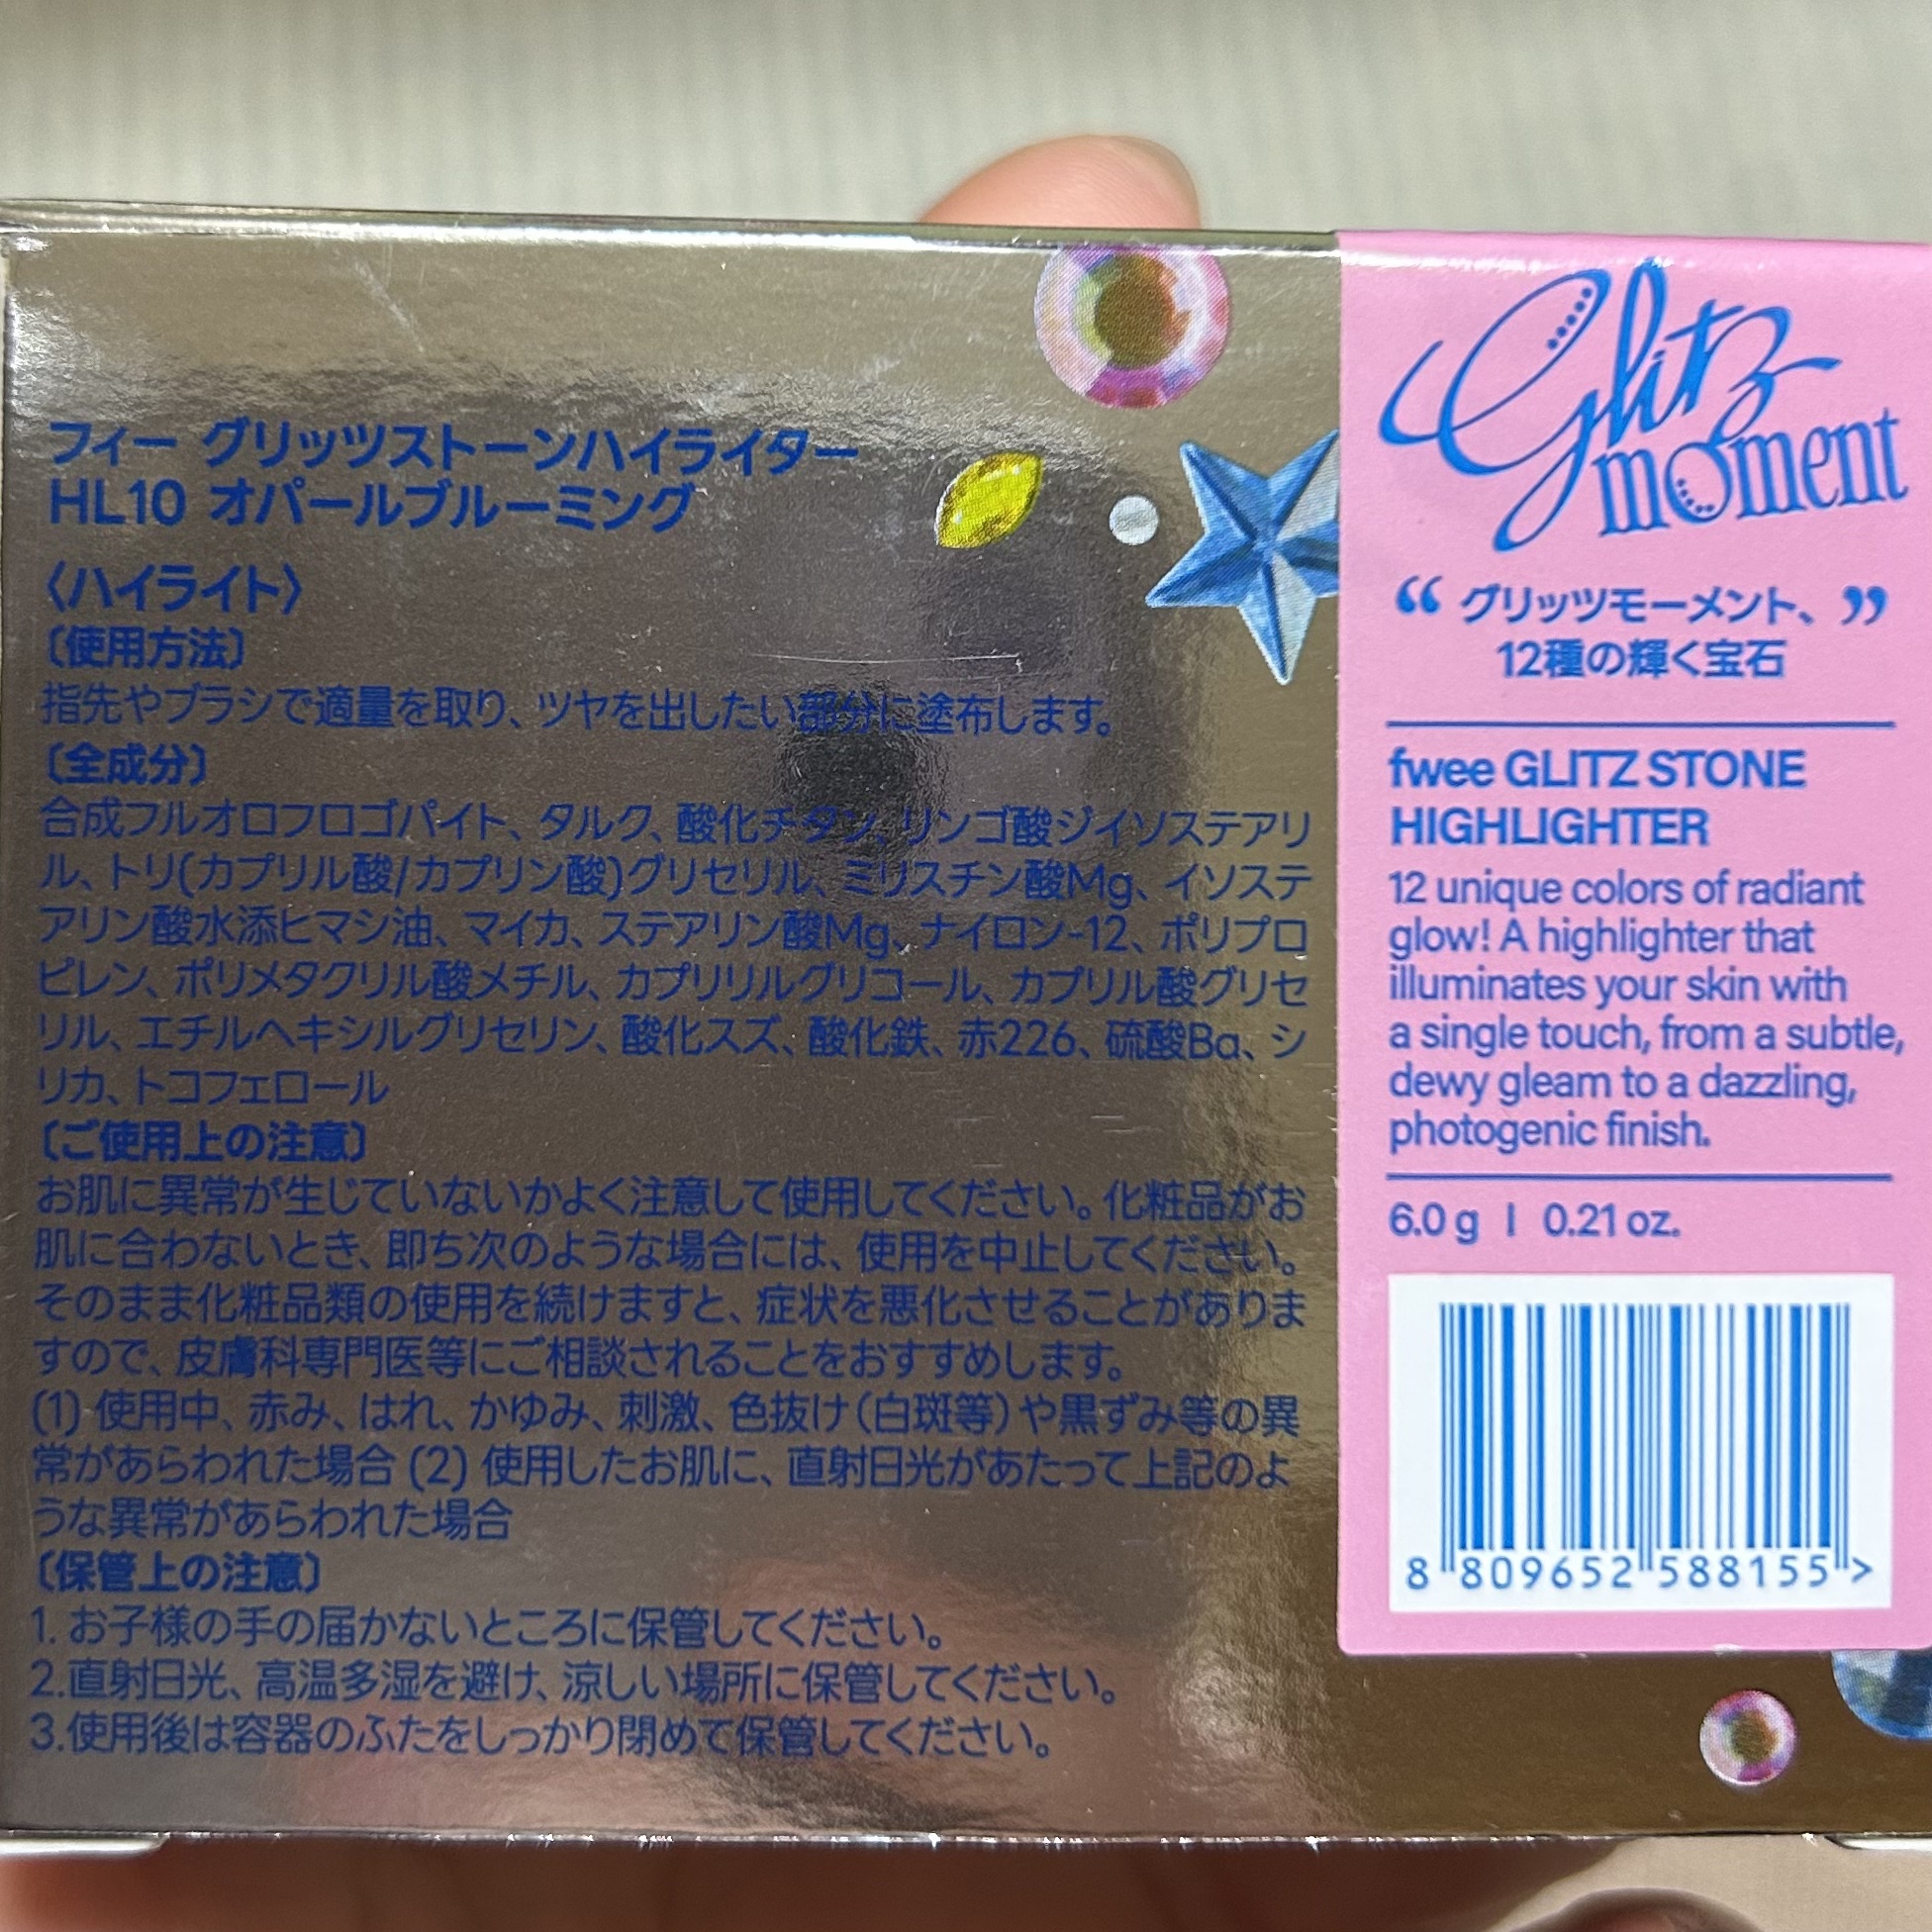 フィー グリッツストーンハイライター
HL10 オパールブルーミング
〈ハイライト〉
〔使用方法〕
指先やブラシで適量を取り、ツヤを出したい部分に塗布します。
〔全成分〕
合成フルオロフロゴパイト、タルク、酸化チタン、リンゴ酸ジイソステアリ
ル、トリ(カプリル酸/カプリン酸)グリセリル、ミリスチン酸Mg、イソステ
アリン酸水添ヒマシ油、マイカ、ステアリン酸Mg、ナイロン-12、ポリプロ
ピレン、ポリメタクリル酸メチル、カプリリルグリコール、カプリル酸グリセ
リル、エチルヘキシルグリセリン、酸化スズ、酸化鉄、赤226、硫酸Ba、シ
リカ、トコフェロール
〔ご使用上の注意〕
お肌に異常が生じていないかよく注意して使用してください。化粧品がお
肌に合わないとき、即ち次のような場合には、使用を中止してください。
そのまま化粧品類の使用を続けますと、症状を悪化させることがありま
すので、皮膚科専門医等にご相談されることをおすすめします。
(1) 使用中、赤み、はれ、かゆみ、刺激、色抜け(白斑等)や黒ずみ等の異
常があらわれた場合 (2) 使用したお肌に、直射日光があたって上記のよ
うな異常があらわれた場合
〔保管上の注意〕
1. お子様の手の届かないところに保管してください。
2.直射日光、高温多湿を避け、涼しい場所に保管してください。
3.使用後は容器のふたをしっかり閉めて保管してください。
Glitz
moment
“ グリッツモーメント、 ”
12種の輝く宝石
fwee GLITZ STONE
HIGHLIGHTER
12 unique colors of radiant
glow! A highlighter that
illuminates your skin with
a single touch, from a subtle,
dewy gleam to a dazzling,
photogenic finish.
6.0 g | 0.21 oz.
8 809652 588155 >